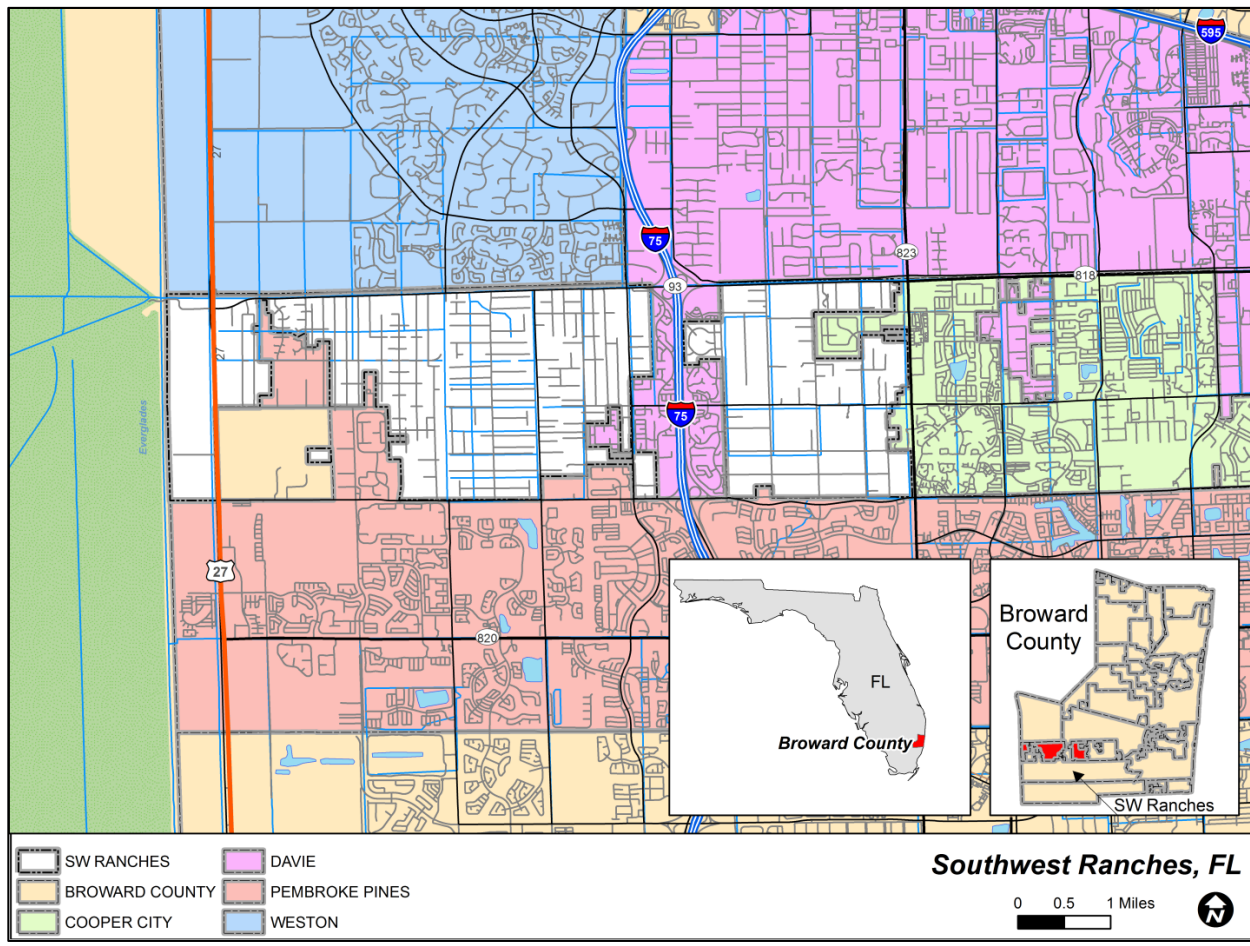 595
27
75
823
93
818
27
75
Everglades
27
820
FL
Broward County
Broward
County
SW Ranches
SW RANCHES
DAVIE
BROWARD COUNTY
PEMBROKE PINES
COOPER CITY
WESTON
Southwest Ranches, FL
0 0.5 1 Miles
N